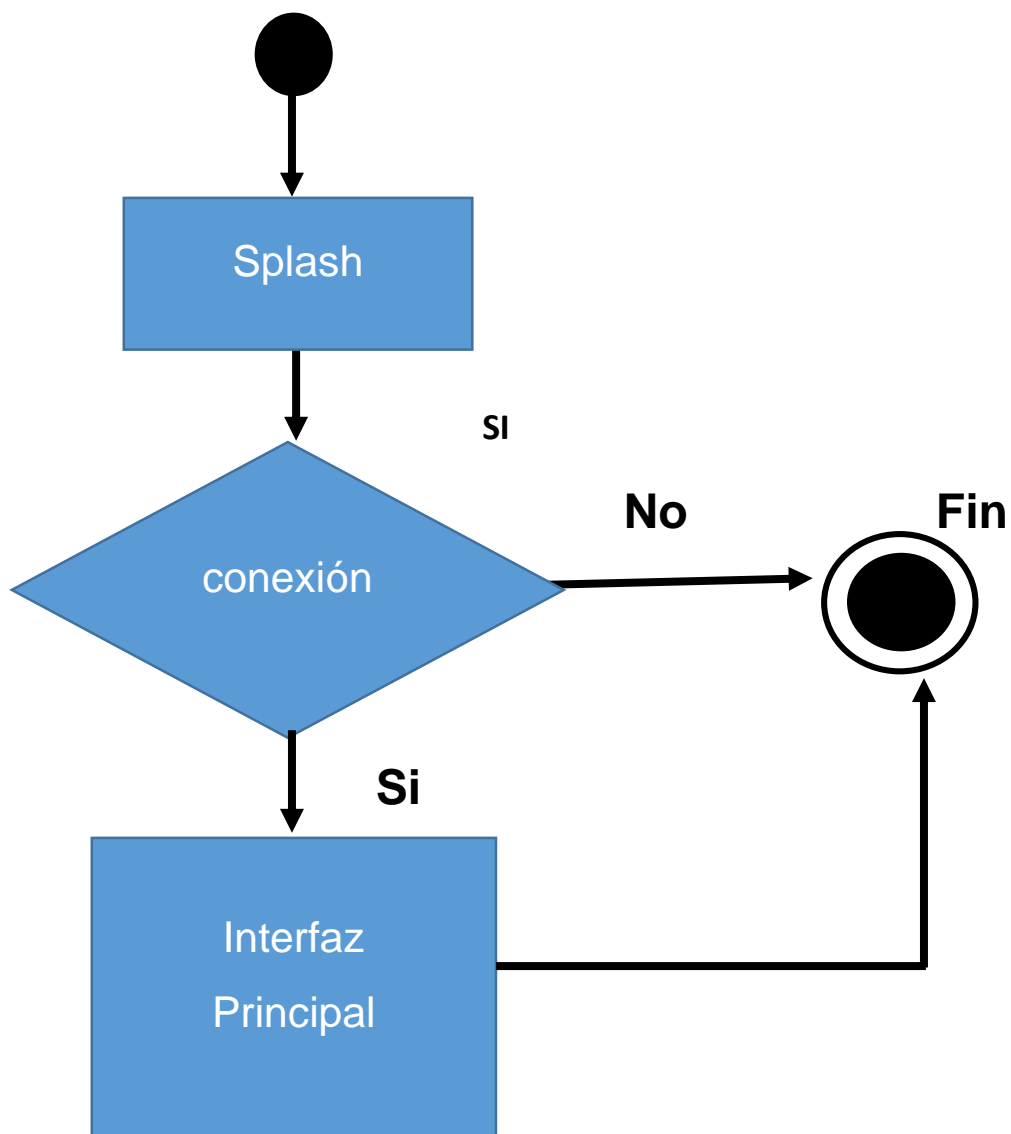 Splash
SI
No
Fin
conexión
Si
Interfaz
Principal